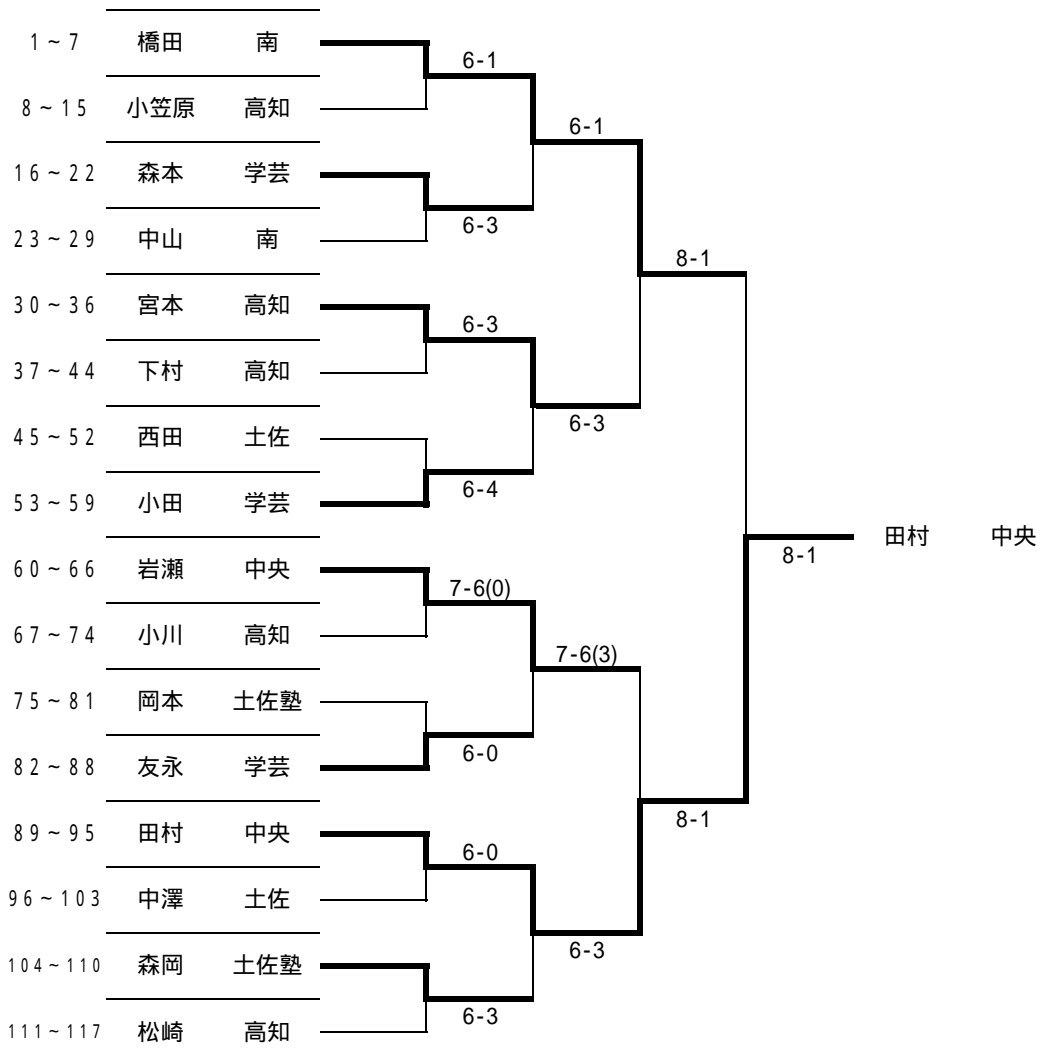 1～7 橋田 南
6-1
8～15 小笠原 高知
6-1
16～22 森本 学芸
6-3
23～29 中山 南
8-1
30～36 宮本 高知
6-3
37～44 下村 高知
6-3
45～52 西田 土佐
6-4
53～59 小田 学芸
田村 中央
8-1
60～66 岩瀬 中央
7-6(0)
67～74 小川 高知
7-6(3)
75～81 岡本 土佐塾
6-0
82～88 友永 学芸
8-1
89～95 田村 中央
6-0
96～103 中澤 土佐
6-3
104～110 森岡 土佐塾
6-3
111～117 松崎 高知